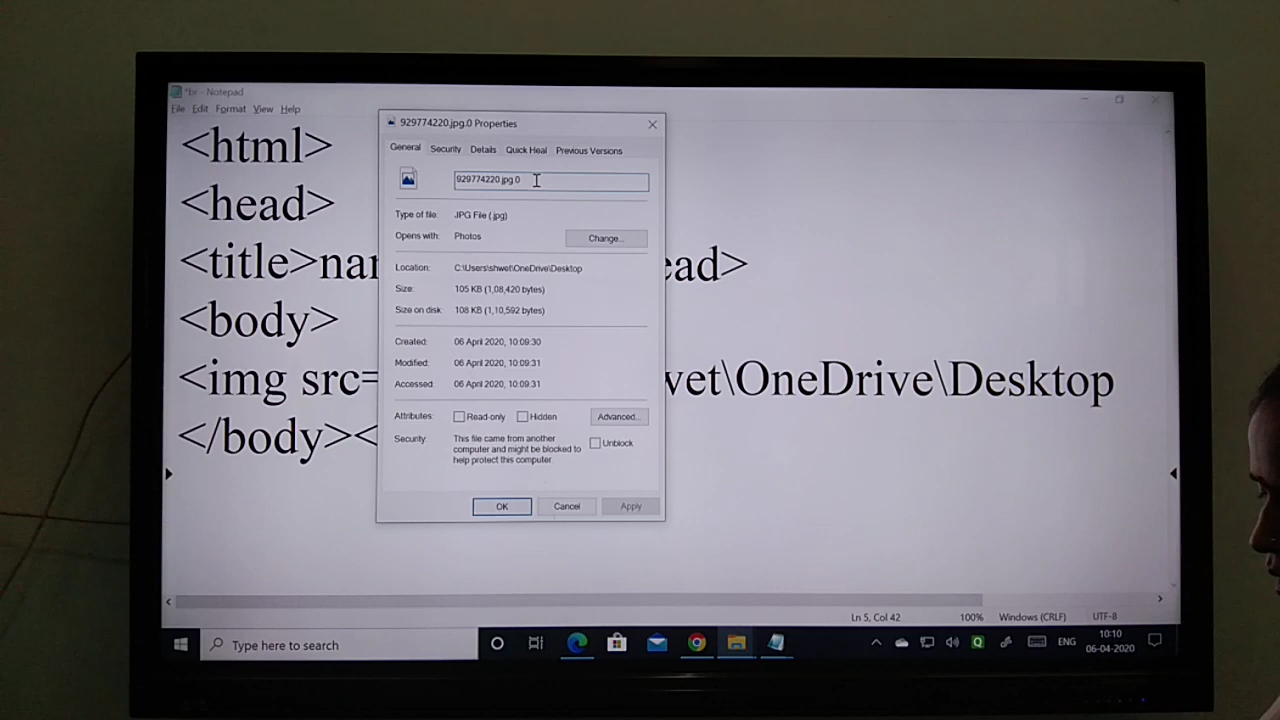 *br - Notepad
File Edit Format View Help
<html>
<head>
<title>nar ead>
<body>
<img src= vet\OneDrive\Desktop
</body><
929774220.jpg.0 Properties
General Security Details Quick Heal Previous Versions
929774220.jpg.0
Type of file: JPG File (.jpg)
Opens with: Photos Change...
Location: C:\Users\shwet\OneDrive\Desktop
Size: 105 KB (1,08,420 bytes)
Size on disk: 108 KB (1,10,592 bytes)
Created: 06 April 2020, 10:09:30
Modified: 06 April 2020, 10:09:31
Accessed: 06 April 2020, 10:09:31
Attributes: Read-only Hidden Advanced...
Security: This file came from another
computer and might be blocked to
help protect this computer.
Unblock
OK Cancel Apply
Ln 5, Col 42 100% Windows (CRLF) UTF-8
Type here to search
ENG
10:10
06-04-2020